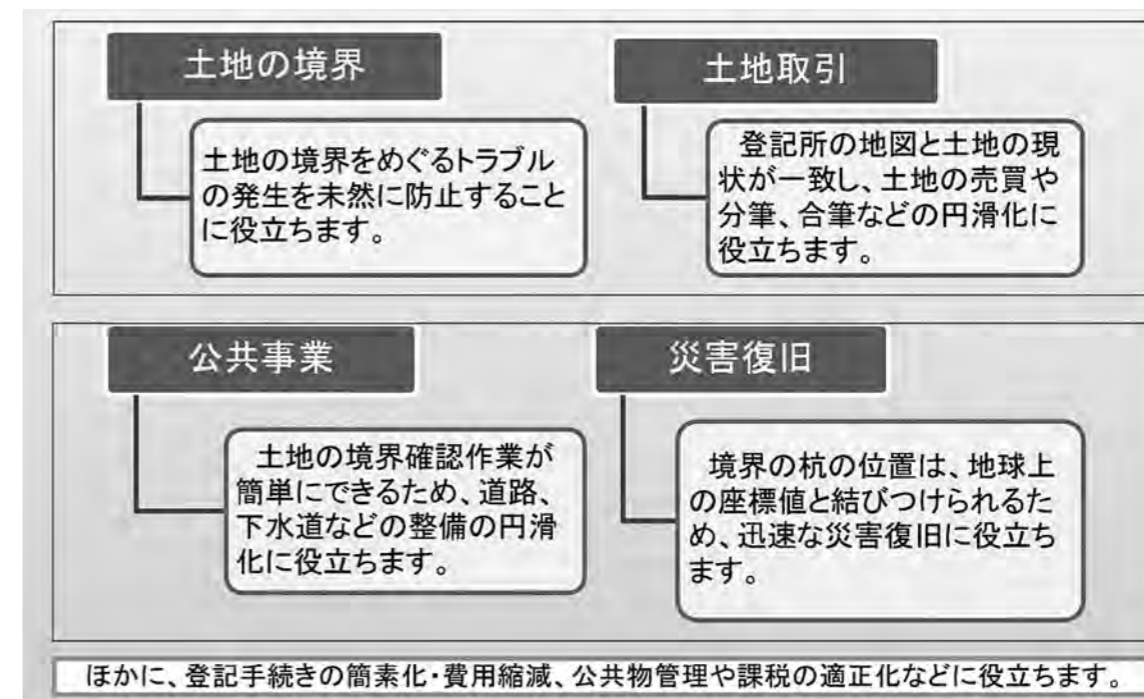 土地の境界
土地の境界をめぐるトラブル
の発生を未然に防止すること
に役立ちます。
土地取引
登記所の地図と土地の現
状が一致し、土地の売買や
分筆、合筆などの円滑化に
役立ちます。
公共事業
土地の境界確認作業が
簡単にできるため、道路、
下水道などの整備の円滑
化に役立ちます。
災害復旧
境界の杭の位置は、地球上
の座標値と結びつけられるた
め、迅速な災害復旧に役立ち
ます。
ほかに、登記手続きの簡素化・費用縮減、公共物管理や課税の適正化などに役立ちます。